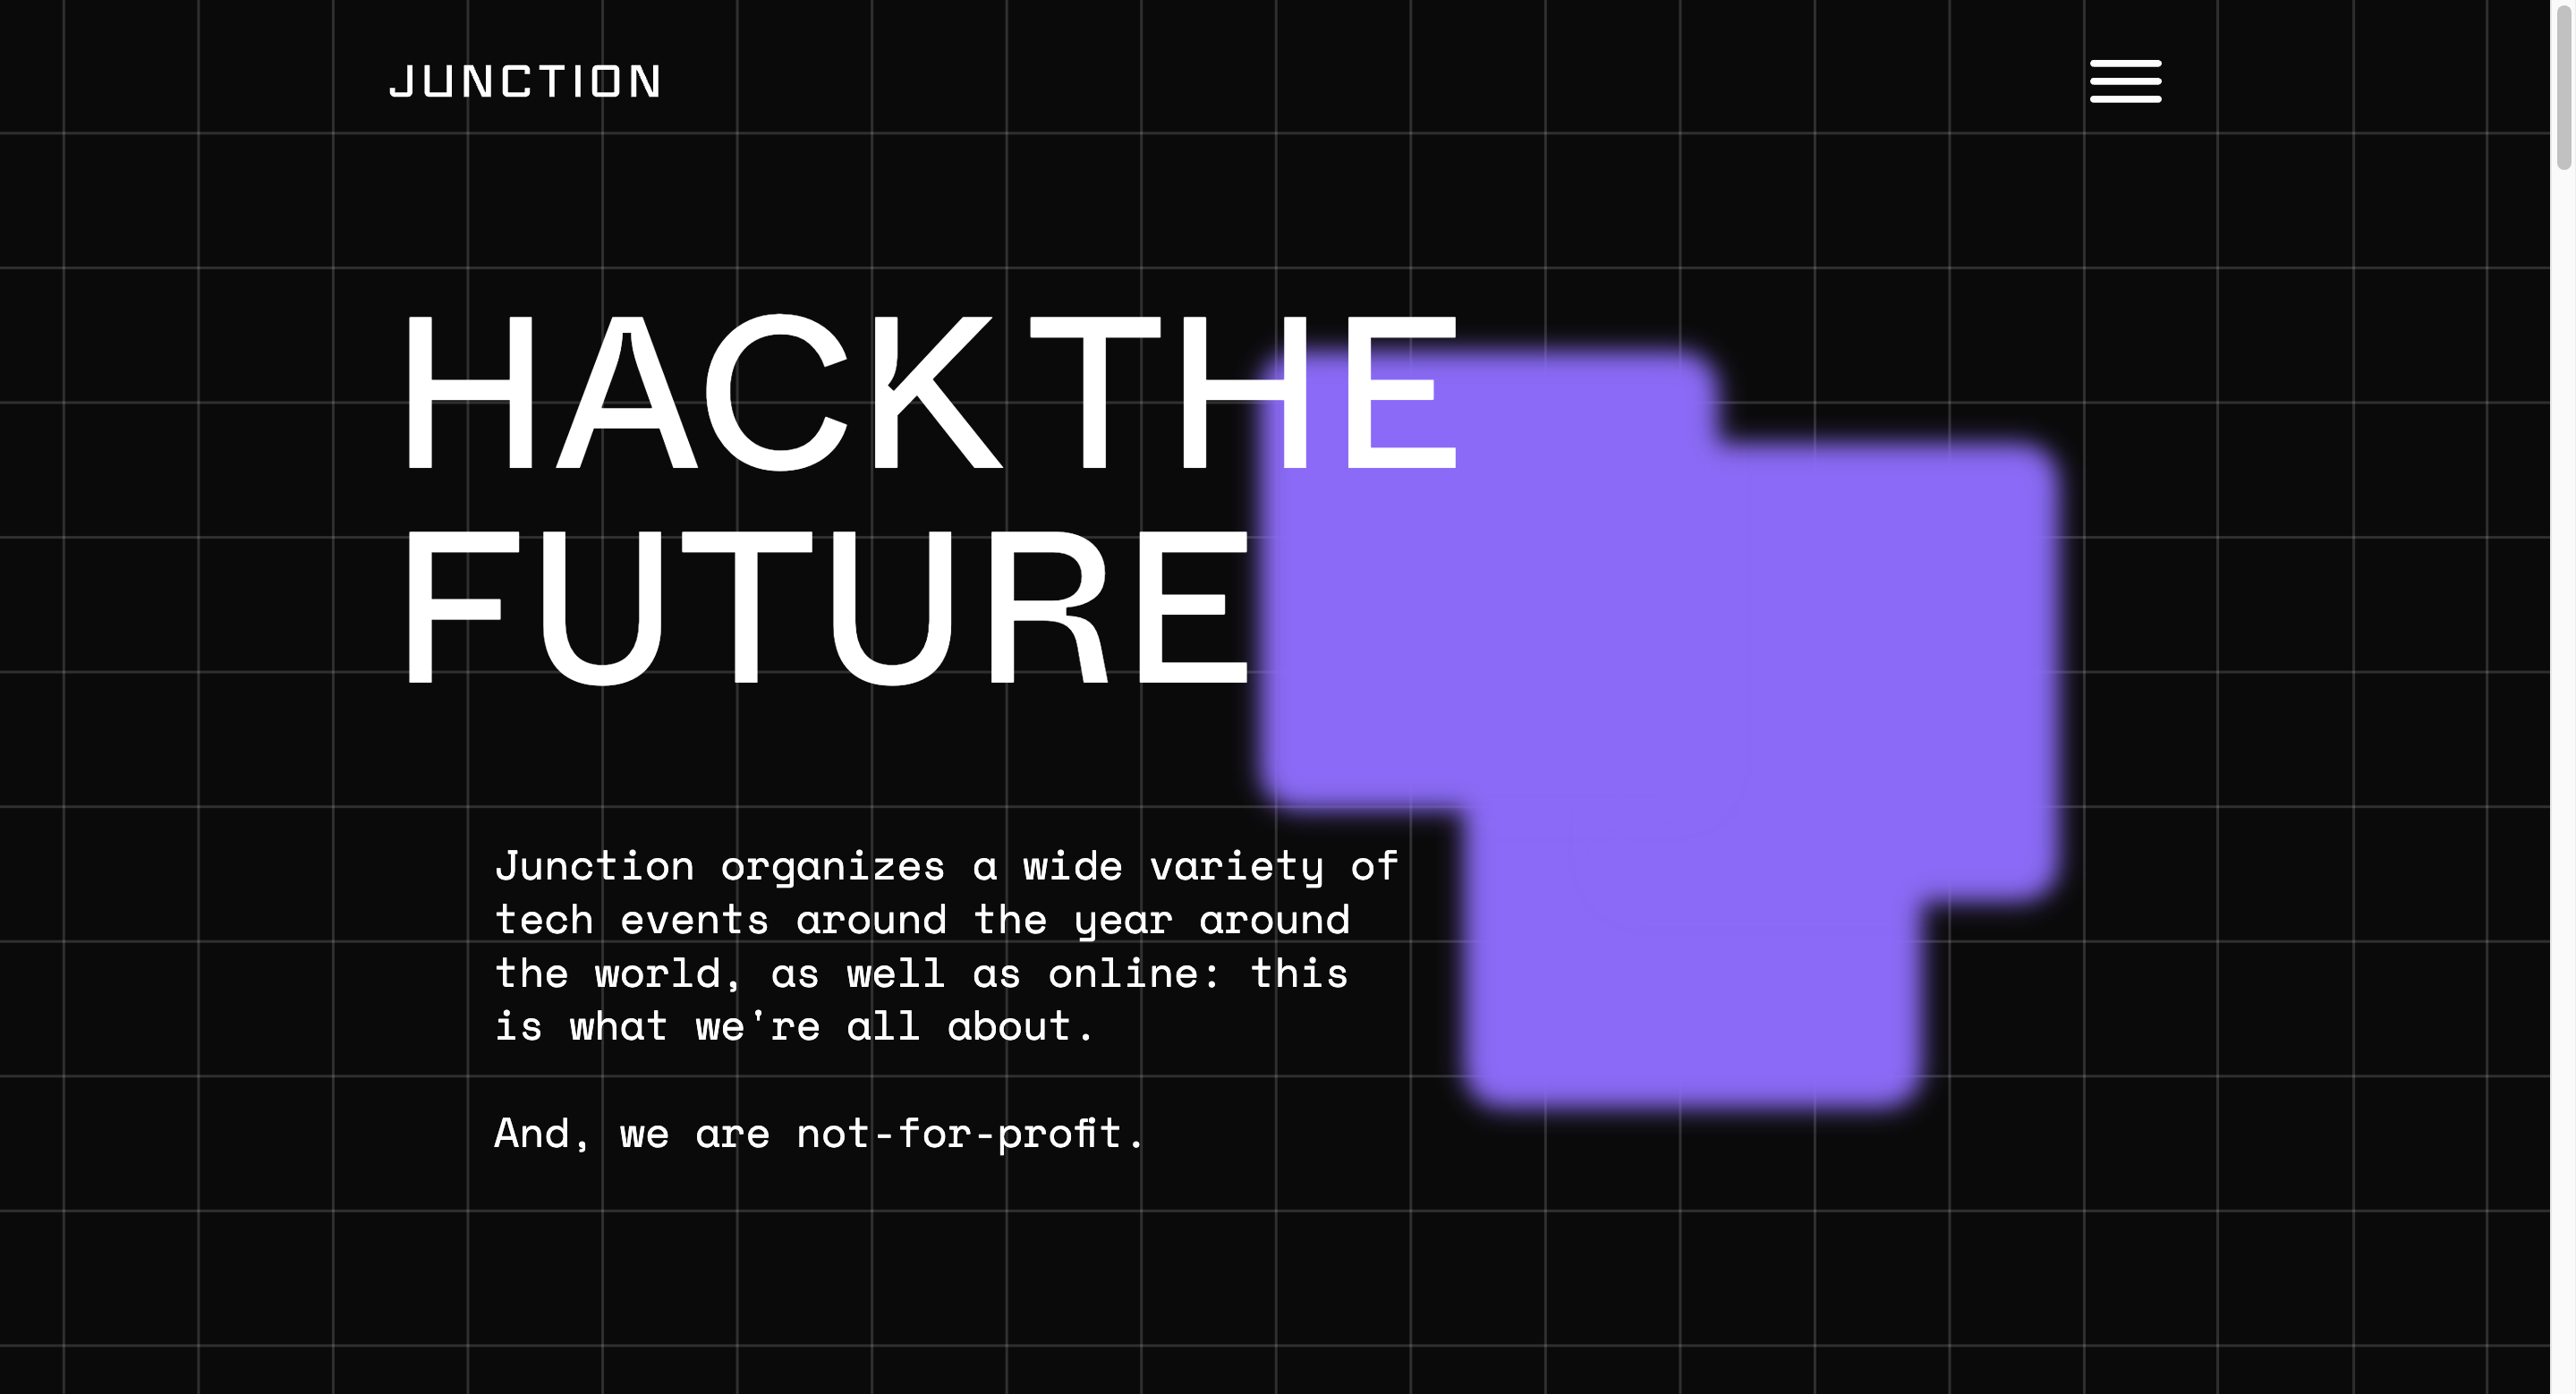 JUNCTION
HACK THE
FUTURE
Junction organizes a wide variety of
tech events around the year around
the world, as well as online: this
is what we're all about.
And, we are not-for-profit.